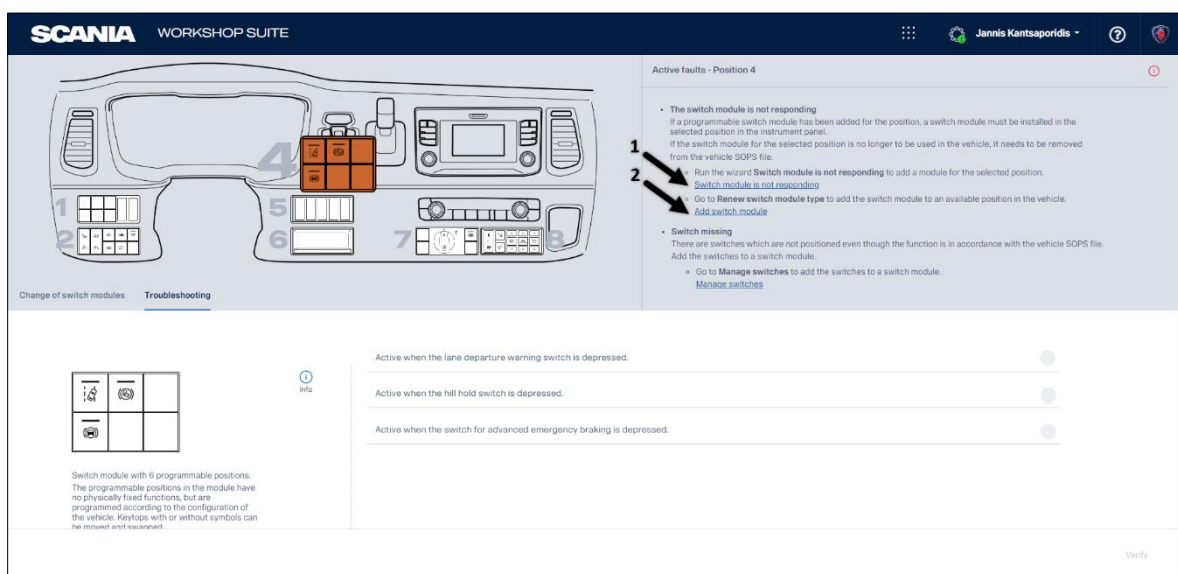 SCANIA WORKSHOP SUITE
Jannis Kantsaporidis
Active faults - Position 4
The switch module is not responding
If a programmable switch module has been added for the position, a switch module must be installed in the
selected position in the instrument panel.
If the switch module for the selected position is no longer to be used in the vehicle, it needs to be removed
from the vehicle SOPS file.
1
Run the wizard Switch module is not responding to add a module for the selected position.
Switch module is not responding
2
Go to Renew switch module type to add the switch module to an available position in the vehicle.
Add switch module
Switch missing
There are switches which are not positioned even though the function is in accordance with the vehicle SOPS file.
Add the switches to a switch module.
Go to Manage switches to add the switches to a switch module.
Manage switches
4
1
5
2
6
7
8
Change of switch modules Troubleshooting
Info
Active when the lane departure warning switch is depressed.
Active when the hill hold switch is depressed.
Active when the switch for advanced emergency braking is depressed.
Switch module with 6 programmable positions.
The programmable positions in the module have
no physically fixed functions, but are
programmed according to the configuration of
the vehicle. Keytops with or without symbols can
be moved and swapped
Verify